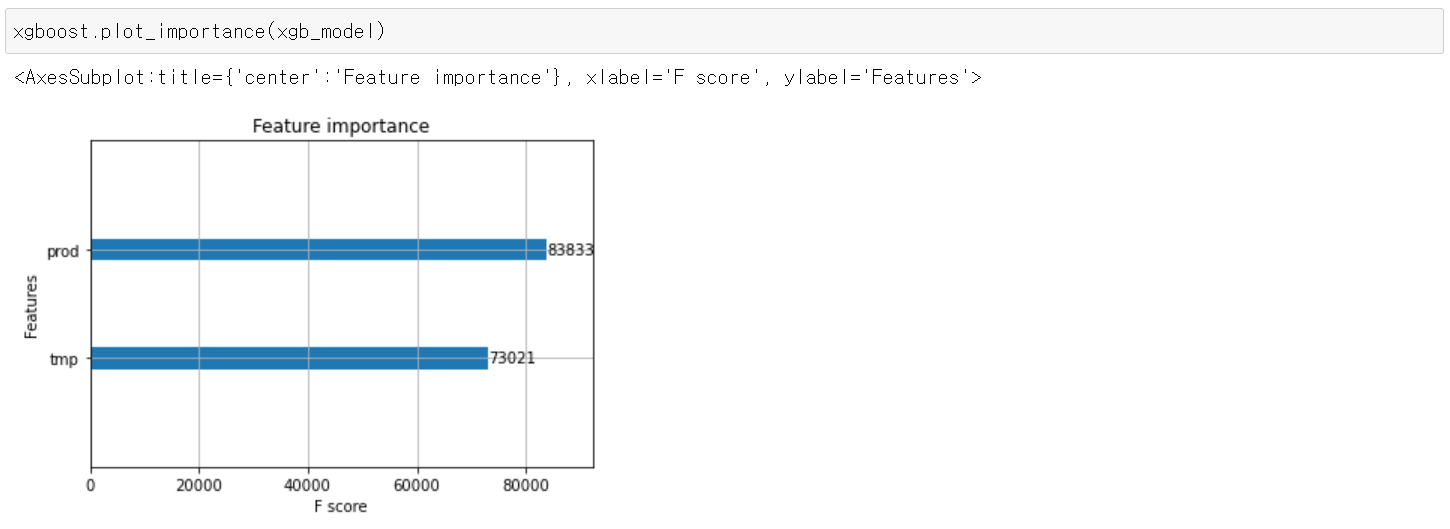 xgboost.plot_importance(xgb_model)
<AxesSubplot:title={'center':'Feature importance'}, xlabel='F score', ylabel='Features'>
Feature importance
prod
83833
Features
tmp
73021
0 20000 40000 60000 80000
F score